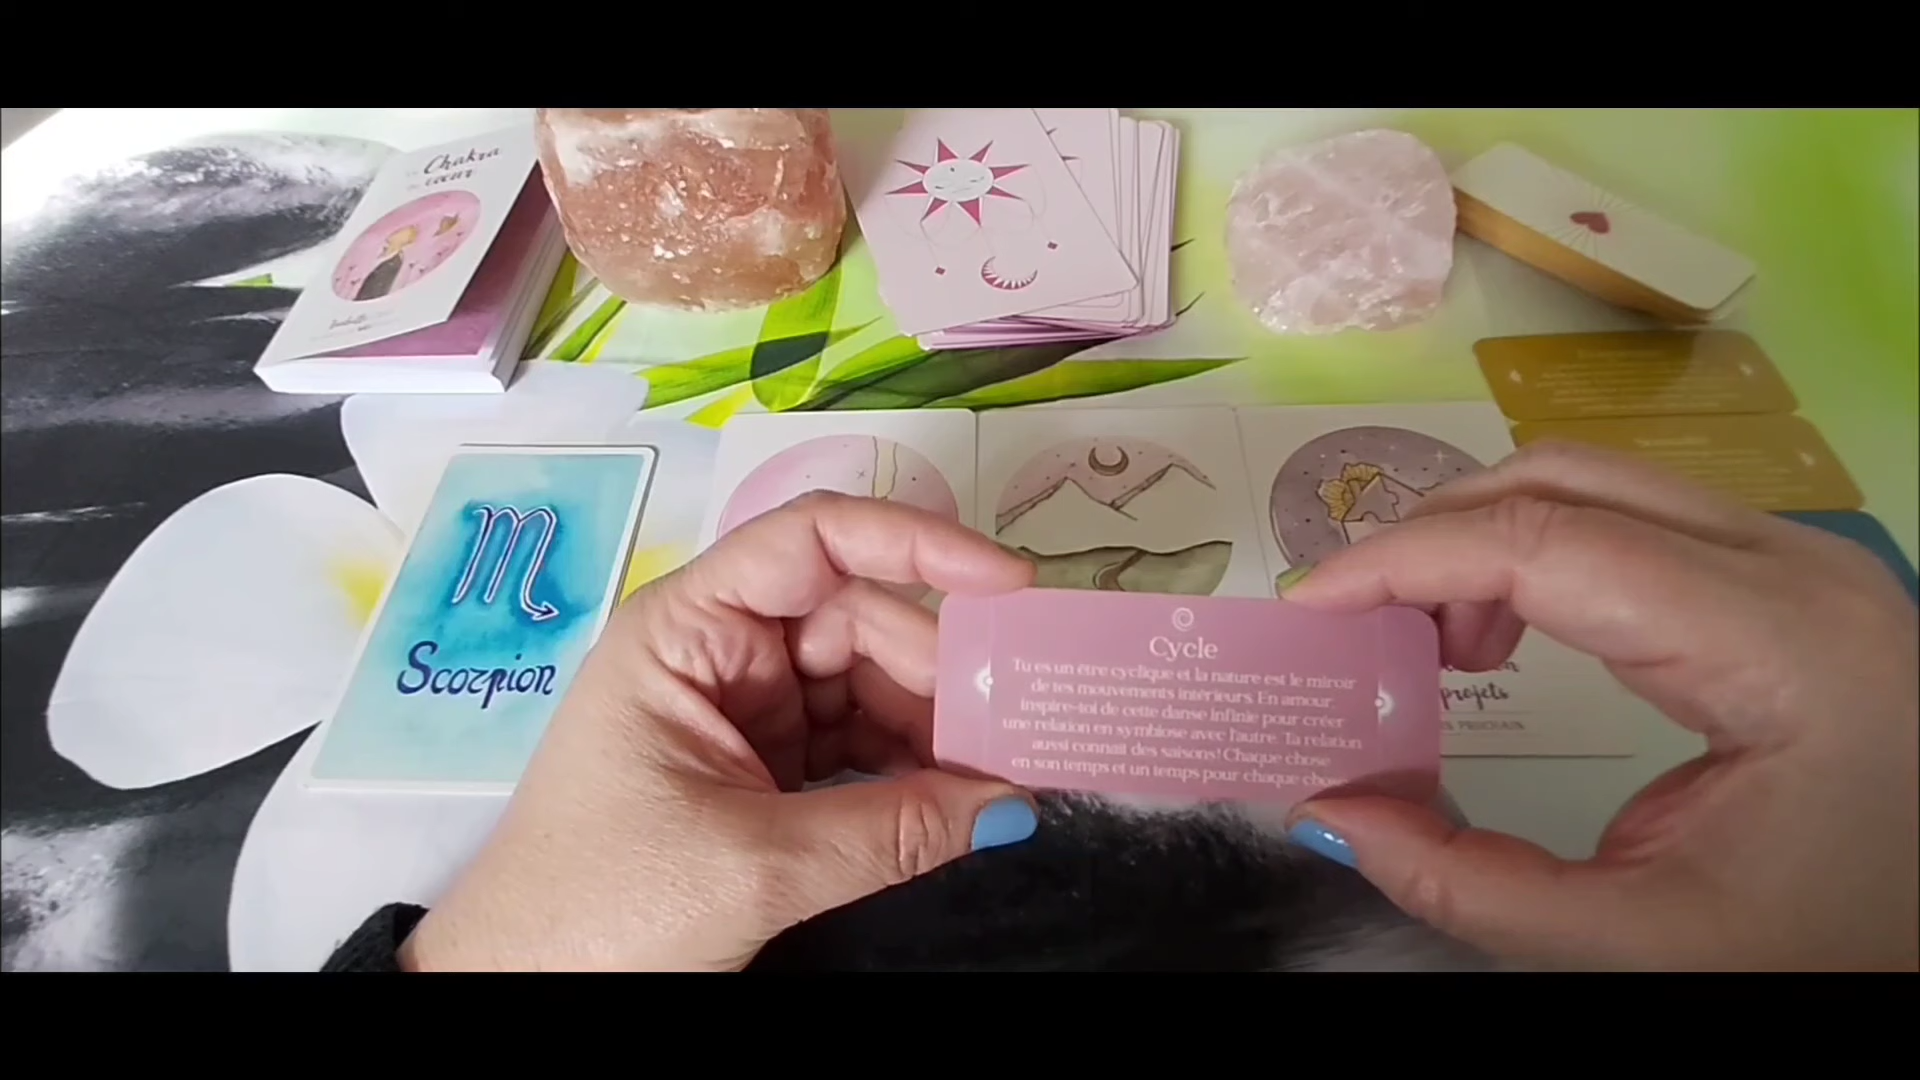 Chakra
cœur
Scorpion
Cycle
Tu es un être cyclique et la nature est le miroir
de tes mouvements intérieurs. En amour,
inspire-toi de cette danse infinie pour créer
une relation en symbiose avec l'autre. Ta relation
aussi connait des saisons! Chaque chose
en son temps et un temps pour chaque chose
projets
PROCHAIN